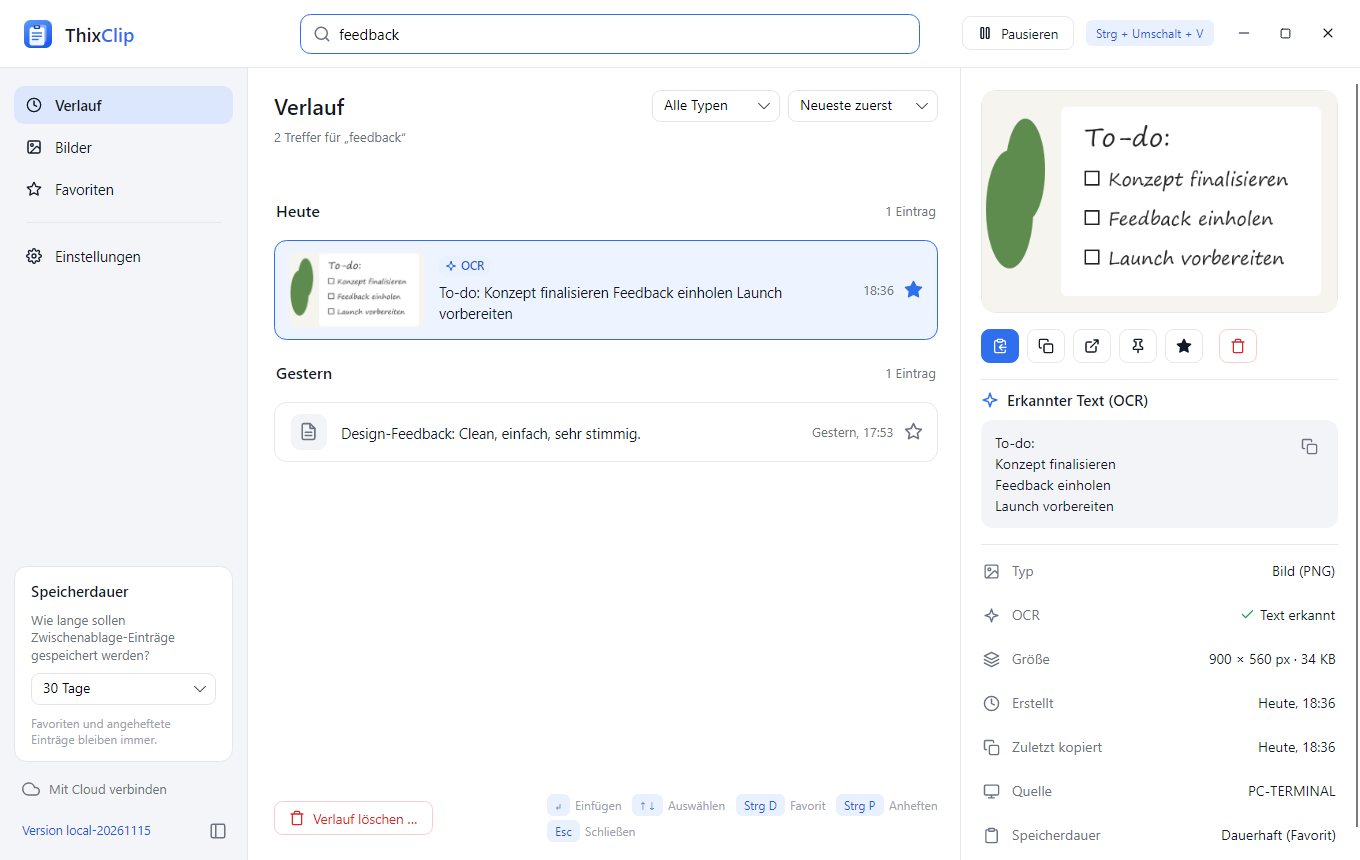 ThixClip
feedback
Pausieren
Strg + Umschalt + V
Verlauf
Bilder
Favoriten
Einstellungen
Speicherdauer
Wie lange sollen
Zwischenablage-Einträge
gespeichert werden?
30 Tage
Favoriten und angeheftete
Einträge bleiben immer.
Mit Cloud verbinden
Version local-20261115
Verlauf
Alle Typen
Neueste zuerst
2 Treffer für „feedback“
Heute
1 Eintrag
To-do:
Konzept finalisieren
Feedback einholen
Launch vorbereiten
OCR
To-do: Konzept finalisieren Feedback einholen Launch
vorbereiten
18:36
Gestern
1 Eintrag
Design-Feedback: Clean, einfach, sehr stimmig.
Gestern, 17:53
Verlauf löschen ...
↲ Einfügen ↑↓ Auswählen Strg D Favorit Strg P Anheften
Esc Schließen
To-do:
Konzept finalisieren
Feedback einholen
Launch vorbereiten
Erkannter Text (OCR)
To-do:
Konzept finalisieren
Feedback einholen
Launch vorbereiten
Typ Bild (PNG)
OCR Text erkannt
Größe 900 × 560 px · 34 KB
Erstellt Heute, 18:36
Zuletzt kopiert Heute, 18:36
Quelle PC-TERMINAL
Speicherdauer Dauerhaft (Favorit)